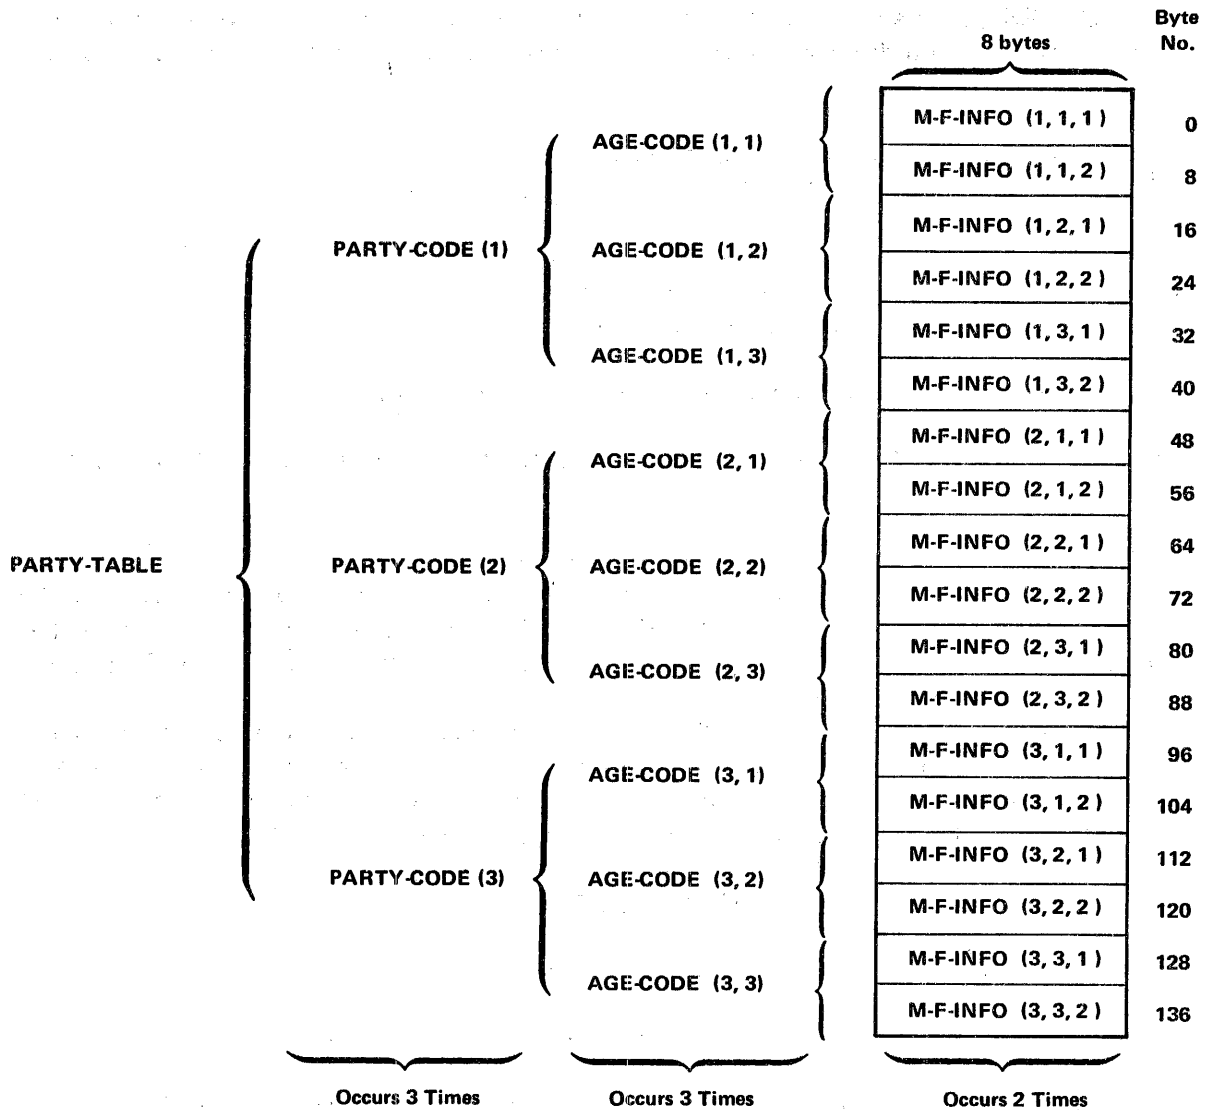 Byte
No.
8 bytes
M-F-INFO (1, 1, 1)
0
AGE-CODE (1, 1)
M-F-INFO (1, 1, 2)
8
M-F-INFO (1, 2, 1)
16
PARTY-CODE (1)
AGE-CODE (1, 2)
M-F-INFO (1, 2, 2)
24
M-F-INFO (1, 3, 1)
32
AGE-CODE (1, 3)
M-F-INFO (1, 3, 2)
40
M-F-INFO (2, 1, 1)
48
AGE-CODE (2, 1)
M-F-INFO (2, 1, 2)
56
M-F-INFO (2, 2, 1)
64
PARTY-TABLE
PARTY-CODE (2)
AGE-CODE (2, 2)
M-F-INFO (2, 2, 2)
72
M-F-INFO (2, 3, 1)
80
AGE-CODE (2, 3)
M-F-INFO (2, 3, 2)
88
M-F-INFO (3, 1, 1)
96
AGE-CODE (3, 1)
M-F-INFO (3, 1, 2)
104
M-F-INFO (3, 2, 1)
112
PARTY-CODE (3)
AGE-CODE (3, 2)
M-F-INFO (3, 2, 2)
120
M-F-INFO (3, 3, 1)
128
AGE-CODE (3, 3)
M-F-INFO (3, 3, 2)
136
Occurs 3 Times
Occurs 3 Times
Occurs 2 Times